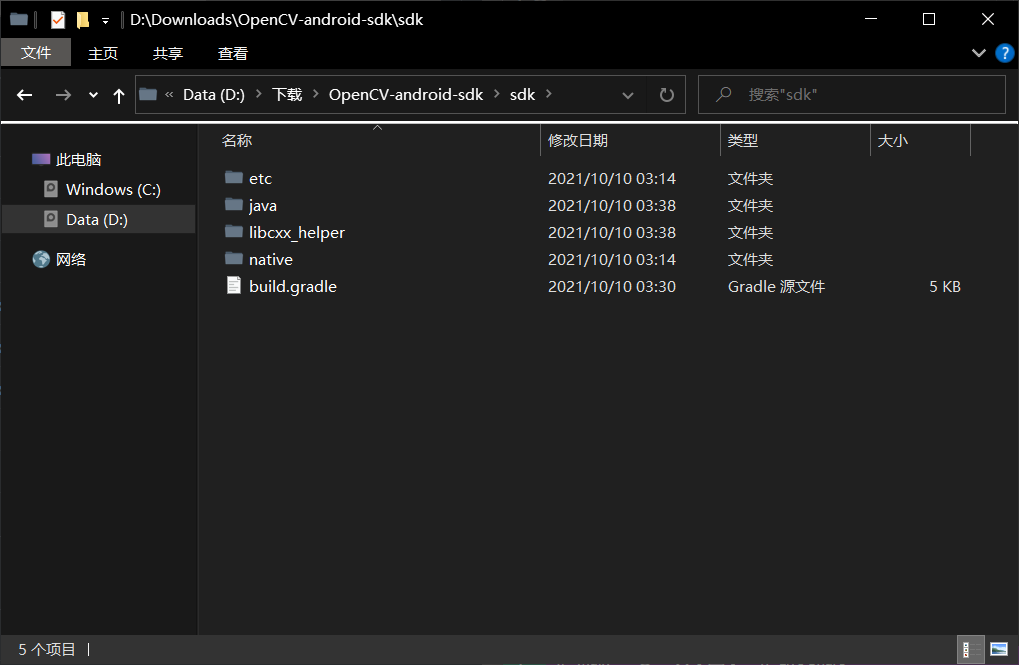 D:\Downloads\OpenCV-android-sdk\sdk
文件 主页 共享 查看 ?
« Data (D:) > 下载 > OpenCV-android-sdk > sdk > 搜索"sdk"
名称 修改日期 类型 大小
此电脑
Windows (C:)
Data (D:)
网络
etc 2021/10/10 03:14 文件夹
java 2021/10/10 03:38 文件夹
libcxx_helper 2021/10/10 03:38 文件夹
native 2021/10/10 03:14 文件夹
build.gradle 2021/10/10 03:30 Gradle 源文件 5 KB
5 个项目